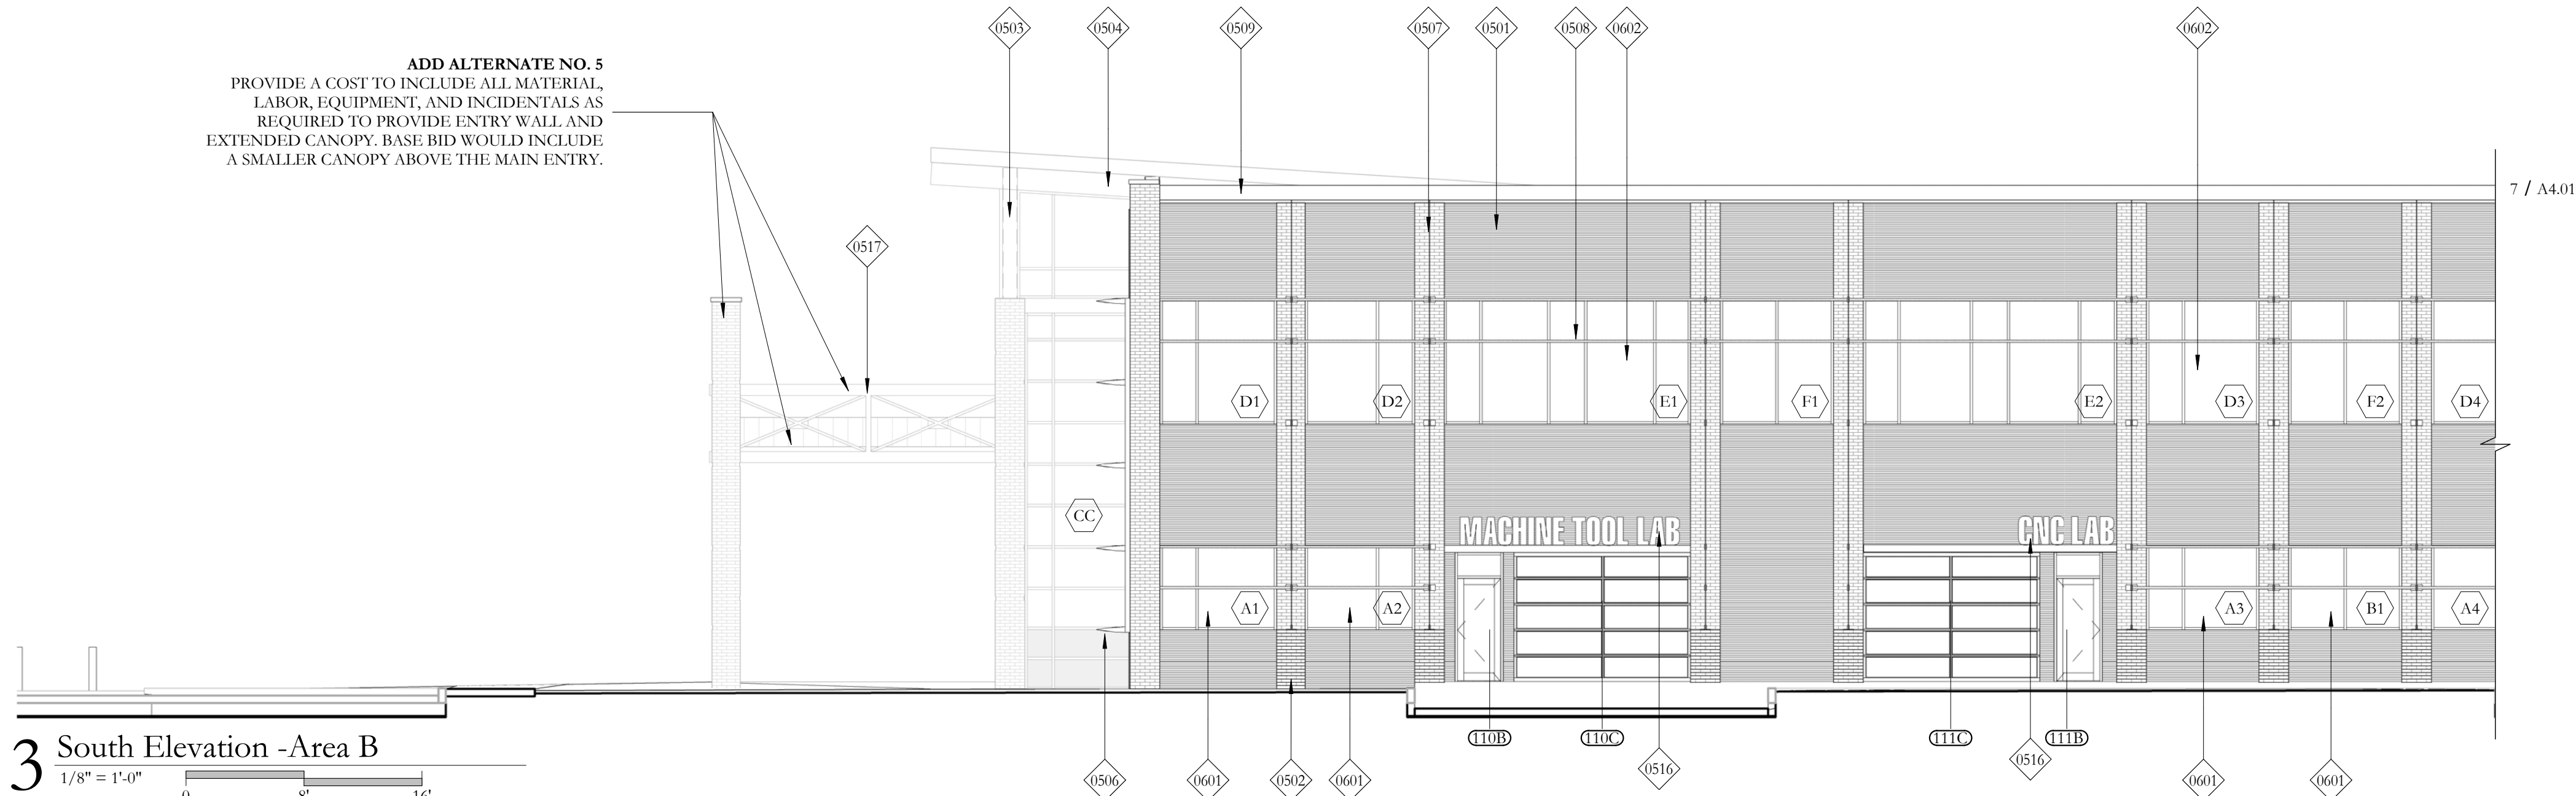 0503
0504
0509
0507
0501
0508
0602
0602
ADD ALTERNATE NO. 5
PROVIDE A COST TO INCLUDE ALL MATERIAL,
LABOR, EQUIPMENT, AND INCIDENTALS AS
REQUIRED TO PROVIDE ENTRY WALL AND
EXTENDED CANOPY. BASE BID WOULD INCLUDE
A SMALLER CANOPY ABOVE THE MAIN ENTRY.
7 / A4.01
0517
D1
D2
E1
F1
E2
D3
F2
D4
CC
MACHINE TOOL LAB
CNC LAB
A1
A2
A3
B1
A4
110B
110C
111C
111B
3 South Elevation -Area B
1/8" = 1'-0"
0
8'
16'
0506
0601
0502
0601
0516
0516
0601
0601